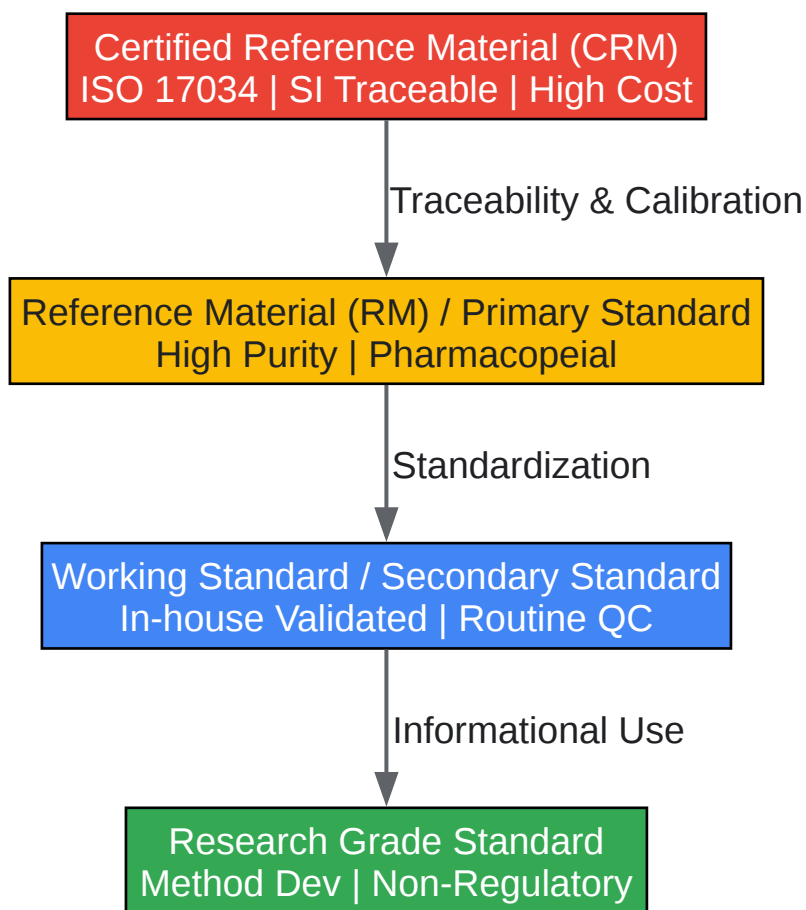 Certified Reference Material (CRM)
ISO 17034 | SI Traceable | High Cost
Traceability & Calibration
Reference Material (RM) / Primary Standard
High Purity | Pharmacopeial
Standardization
Working Standard / Secondary Standard
In-house Validated | Routine QC
Informational Use
Research Grade Standard
Method Dev | Non-Regulatory